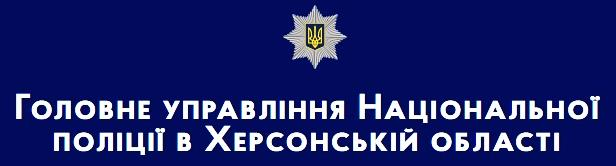 Головне управління Національної
поліції в Херсонській області